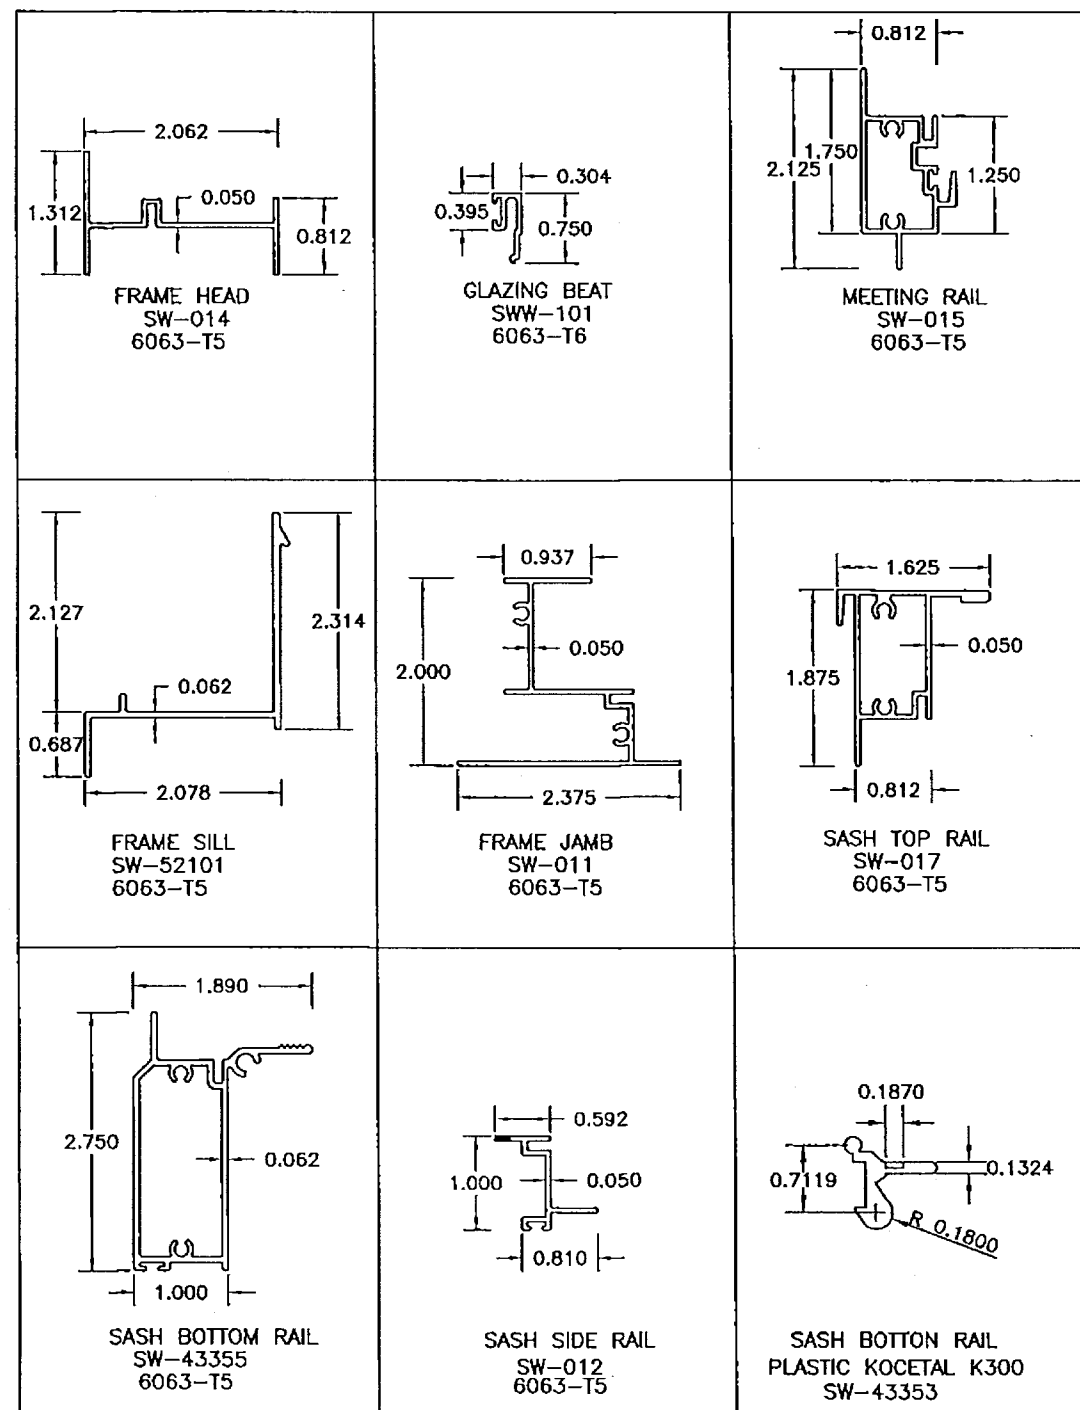 2.062
0.050
1.312
0.812
FRAME HEAD
SW-014
6063-T5
0.304
0.395
0.750
GLAZING BEAT
SWW-101
6063-T6
0.812
1.750
2.125
1.250
MEETING RAIL
SW-015
6063-T5
2.127
2.314
0.062
0.687
2.078
FRAME SILL
SW-52101
6063-T5
0.937
0.050
2.000
2.375
FRAME JAMB
SW-011
6063-T5
1.625
0.050
1.875
0.812
SASH TOP RAIL
SW-017
6063-T5
1.890
2.750
0.062
1.000
SASH BOTTOM RAIL
SW-43355
6063-T5
0.592
1.000
0.050
0.810
SASH SIDE RAIL
SW-012
6063-T5
0.1870
0.7119
0.1324
R 0.1800
SASH BOTTON RAIL
PLASTIC KOCETAL K300
SW-43353